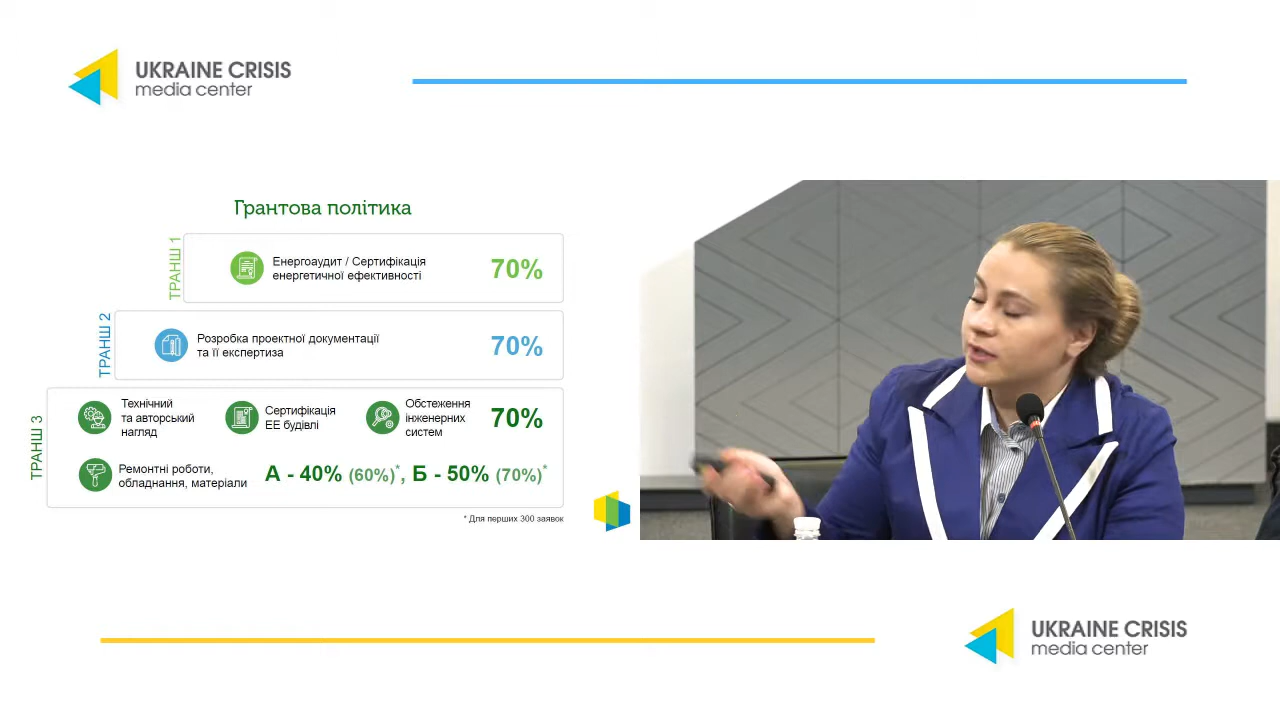 UKRAINE CRISIS
media center
Грантова політика
ТРАНШ 1
Енергоаудит / Сертифікація
енергетичної ефективності
70%
ТРАНШ 2
Розробка проектної документації
та її експертиза
70%
ТРАНШ 3
Технічний
та авторський
нагляд
Сертифікація
ЕЕ будівлі
Обстеження
інженерних
систем
70%
Ремонтні роботи,
обладнання, матеріали
А - 40% (60%)*, Б - 50% (70%)*
* Для перших 300 заявок
UKRAINE CRISIS
media center